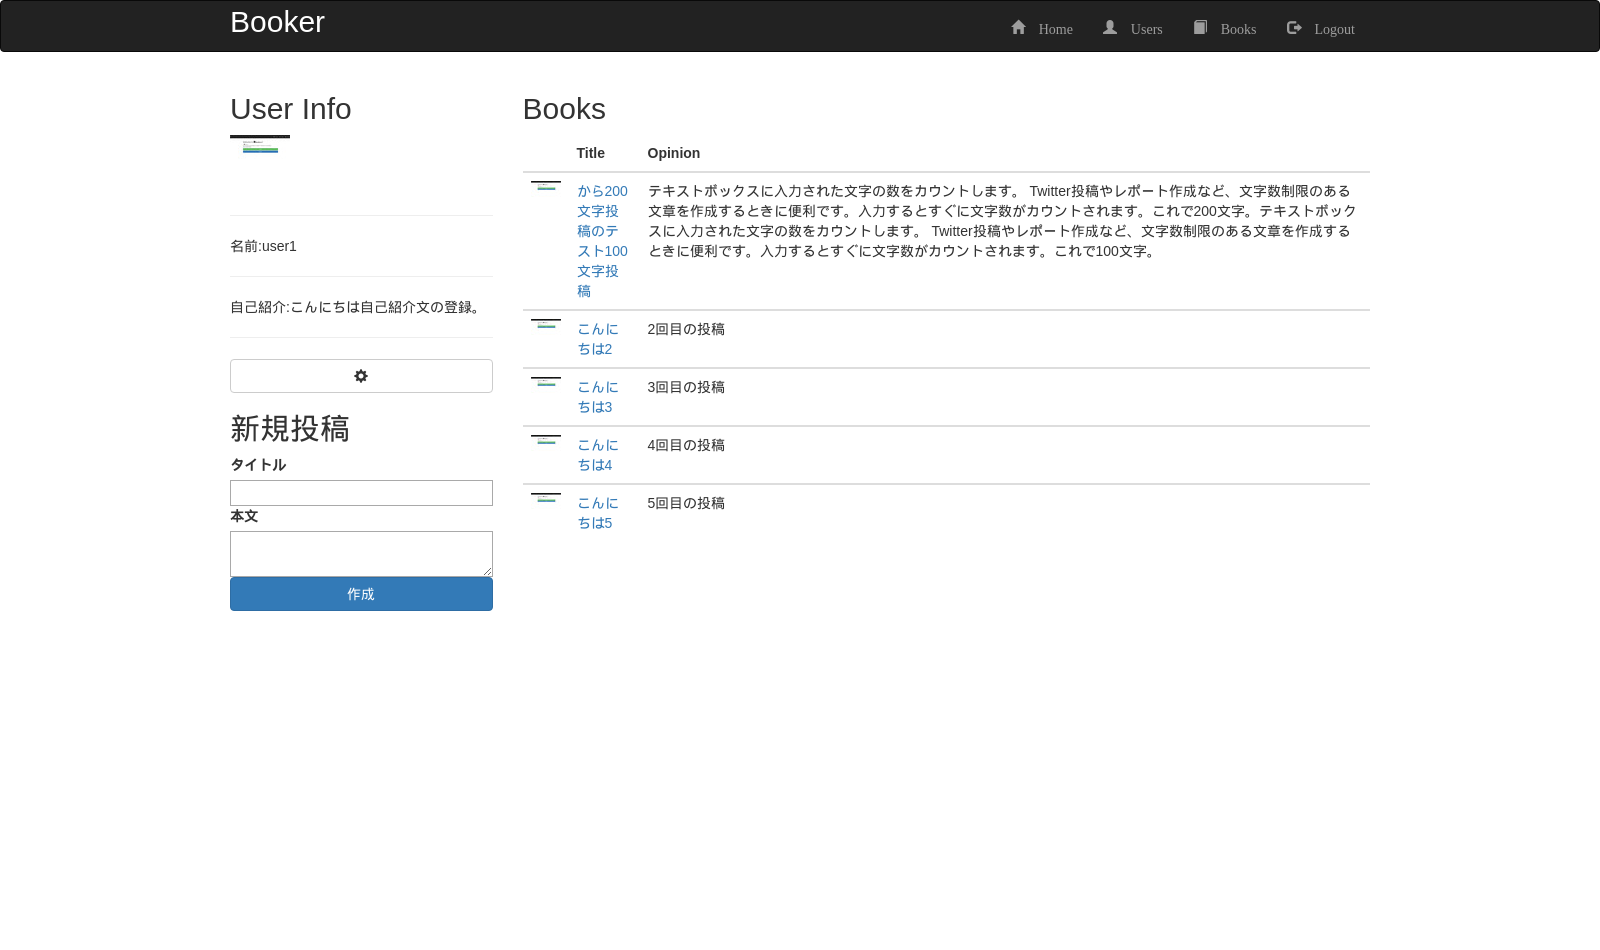 Booker
Home Users Books Logout
User Info
名前:user1
自己紹介:こんにちは自己紹介文の登録。
新規投稿
タイトル
本文
作成
Books
Title Opinion
から200
文字投
稿のテ
スト100
文字投
稿
テキストボックスに入力された文字の数をカウントします。 Twitter投稿やレポート作成など、文字数制限のある
文章を作成するときに便利です。入力するとすぐに文字数がカウントされます。これで200文字。テキストボック
スに入力された文字の数をカウントします。 Twitter投稿やレポート作成など、文字数制限のある文章を作成する
ときに便利です。入力するとすぐに文字数がカウントされます。これで100文字。
こんに
ちは2
2回目の投稿
こんに
ちは3
3回目の投稿
こんに
ちは4
4回目の投稿
こんに
ちは5
5回目の投稿